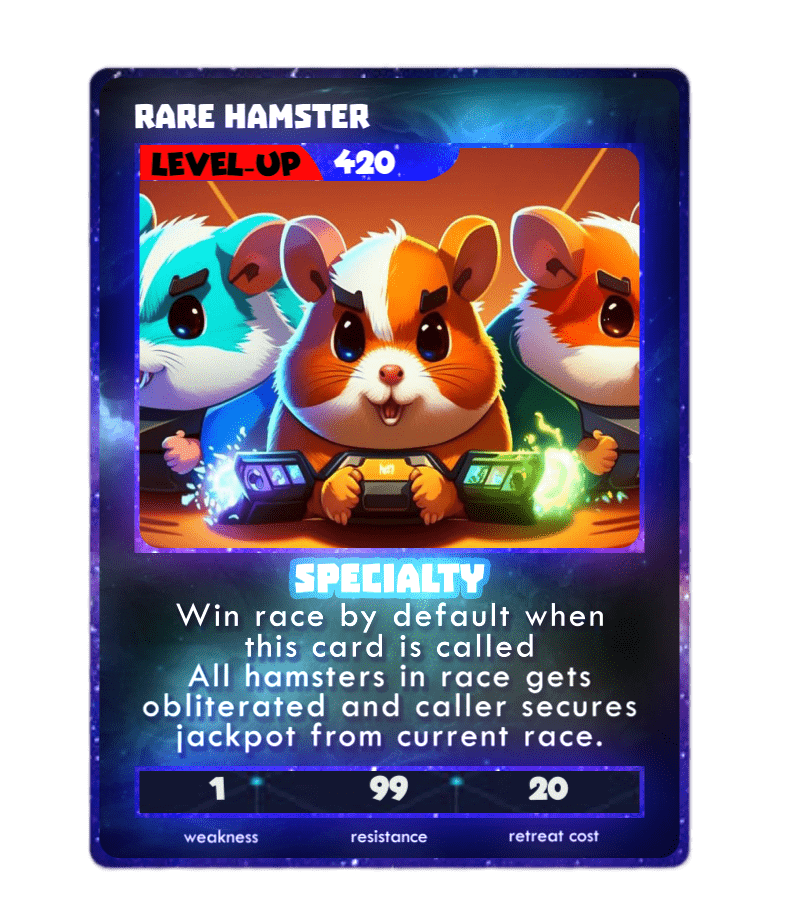 RARE HAMSTER
LEVEL-UP 420
SPECIALTY
Win race by default when
this card is called
All hamsters in race gets
obliterated and caller secures
jackpot from current race.
1 99 20
weakness resistance retreat cost